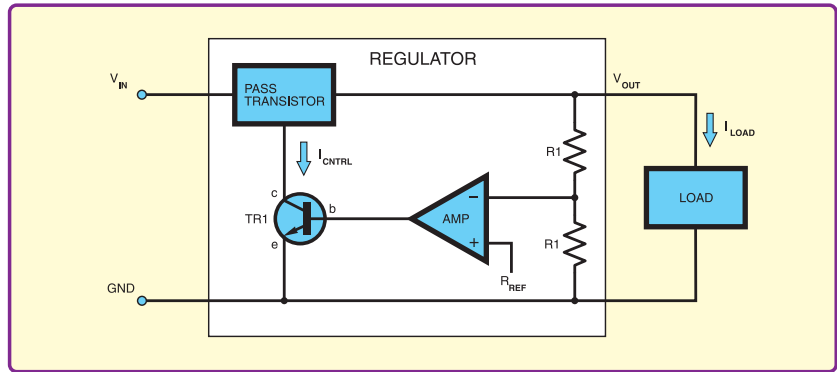 REGULATOR
VIN
PASS
TRANSISTOR
VOUT
ICNTRL
ILOAD
R1
c
b
TR1
e
AMP
−
+
LOAD
R1
RREF
GND